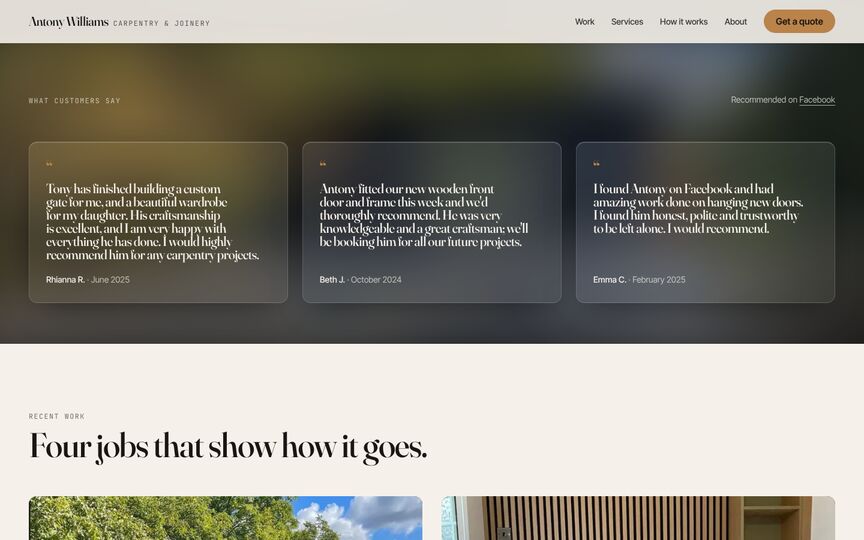 Antony Williams CARPENTRY & JOINERY
Work Services How it works About Get a quote
WHAT CUSTOMERS SAY
Recommended on Facebook
“
Tony has finished building a custom
gate for me, and a beautiful wardrobe
for my daughter. His craftsmanship
is excellent, and I am very happy with
everything he has done. I would highly
recommend him for any carpentry projects.
Rhianna R. · June 2025
“
Antony fitted our new wooden front
door and frame this week and we'd
thoroughly recommend. He was very
knowledgeable and a great craftsman; we'll
be booking him for all our future projects.
Beth J. · October 2024
“
I found Antony on Facebook and had
amazing work done on hanging new doors.
I found him honest, polite and trustworthy
to be left alone. I would recommend.
Emma C. · February 2025
RECENT WORK
Four jobs that show how it goes.